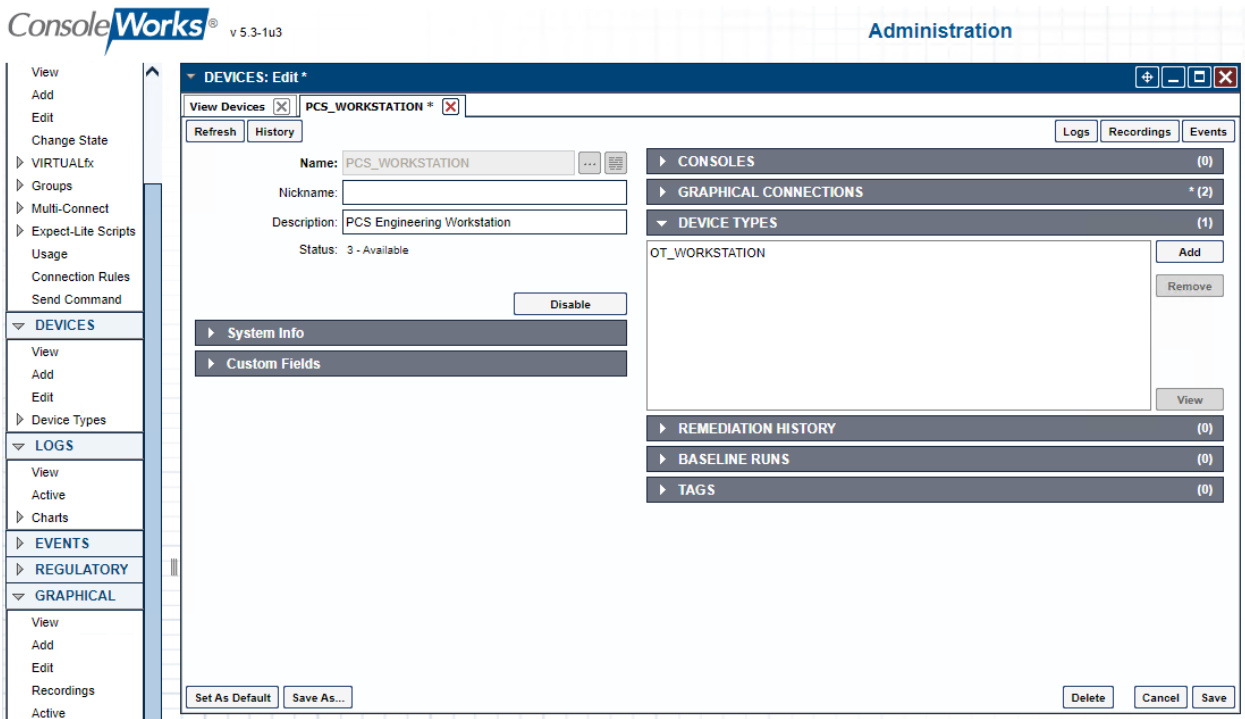 ConsoleWorks® v 5.3-1u3
Administration
View
Add
Edit
Change State
VIRTUALfx
Groups
Multi-Connect
Expect-Lite Scripts
Usage
Connection Rules
Send Command
DEVICES
View
Add
Edit
Device Types
LOGS
View
Active
Charts
EVENTS
REGULATORY
GRAPHICAL
View
Add
Edit
Recordings
Active
DEVICES: Edit *
View Devices PCS_WORKSTATION *
Refresh History Logs Recordings Events
Name: PCS_WORKSTATION ...
Nickname:
Description: PCS Engineering Workstation
Status: 3 - Available
Disable
System Info
Custom Fields
CONSOLES (0)
GRAPHICAL CONNECTIONS * (2)
DEVICE TYPES (1)
OT_WORKSTATION
Add
Remove
View
REMEDIATION HISTORY (0)
BASELINE RUNS (0)
TAGS (0)
Set As Default Save As... Delete Cancel Save